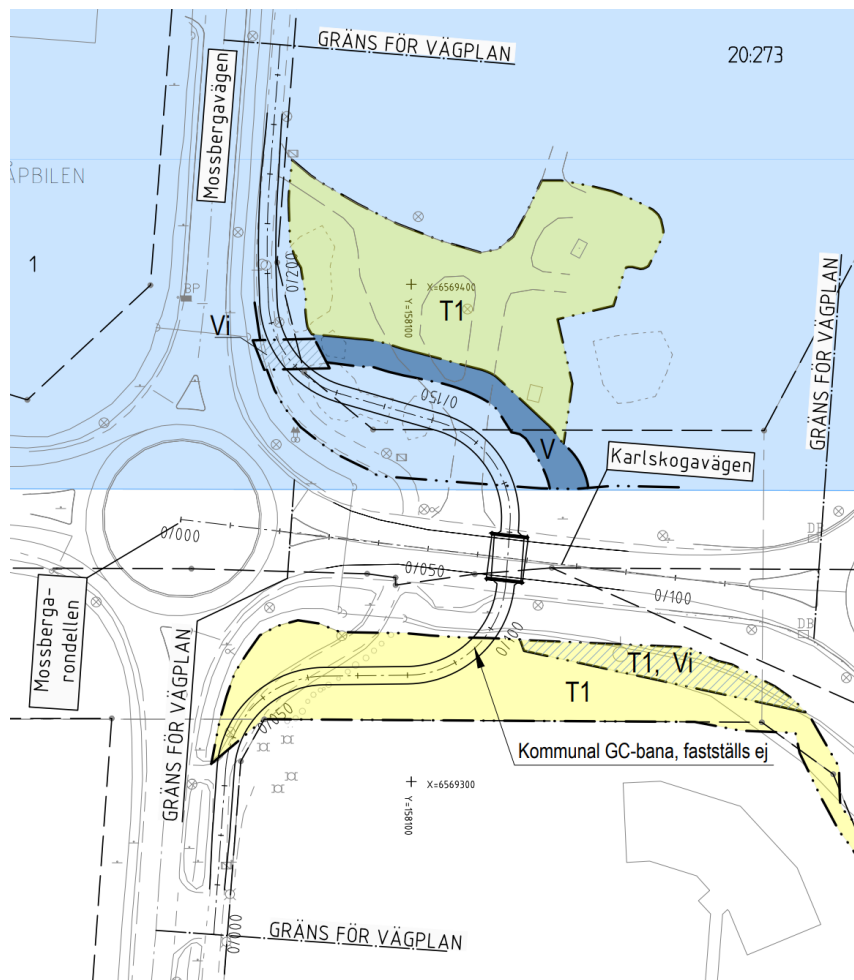 GRÄNS FÖR VÄGPLAN
20:273
Mossbergavägen
ÅPBILEN
1
0/200
X=6569400
Y=158100
T1
BP
Vi
GRÄNS FÖR VÄGPLAN
0/150
V
Karlskogavägen
0/000
DB
0/050
0/100
Mossberga-
rondellen
0/100
DB
T1, Vi
T1
GRÄNS FÖR VÄGPLAN
0/050
Kommunal GC-bana, fastställs ej
X=6569300
Y=158100
0/000
GRÄNS FÖR VÄGPLAN